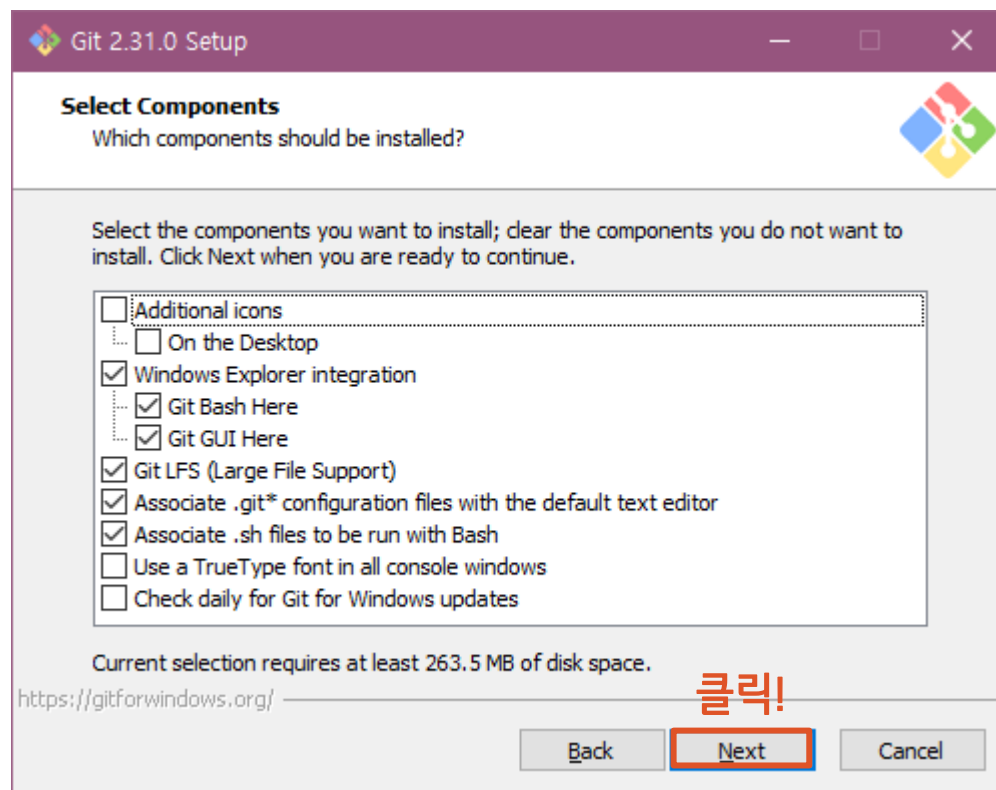 Git 2.31.0 Setup
Select Components
Which components should be installed?
Select the components you want to install; clear the components you do not want to
install. Click Next when you are ready to continue.
Additional icons
On the Desktop
Windows Explorer integration
Git Bash Here
Git GUI Here
Git LFS (Large File Support)
Associate .git* configuration files with the default text editor
Associate .sh files to be run with Bash
Use a TrueType font in all console windows
Check daily for Git for Windows updates
Current selection requires at least 263.5 MB of disk space.
https://gitforwindows.org/
클릭!
Back
Next
Cancel